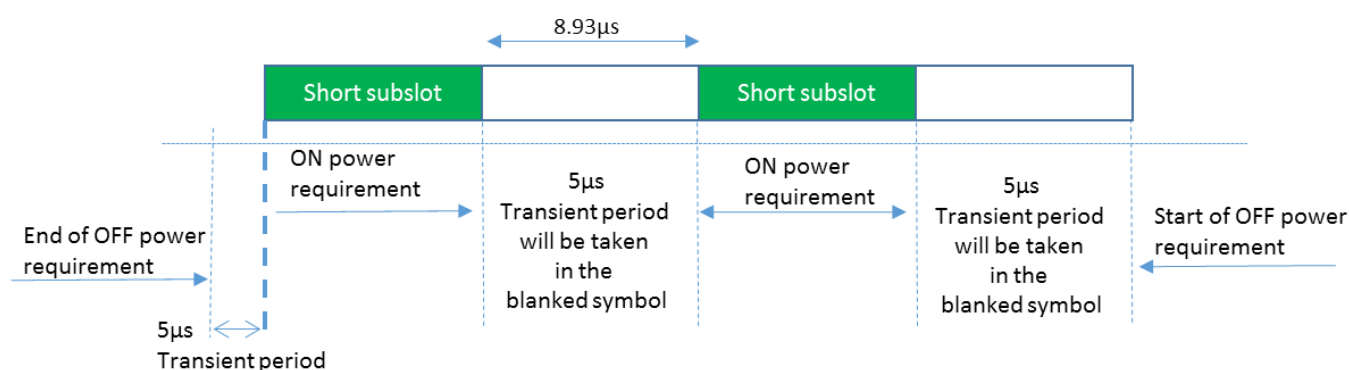 8.93µs
Short subslot
Short subslot
ON power
requirement
5µs
Transient period
will be taken
in the
blanked symbol
ON power
requirement
5µs
Transient period
will be taken
in the
blanked symbol
End of OFF power
requirement
Start of OFF power
requirement
5µs
Transient period